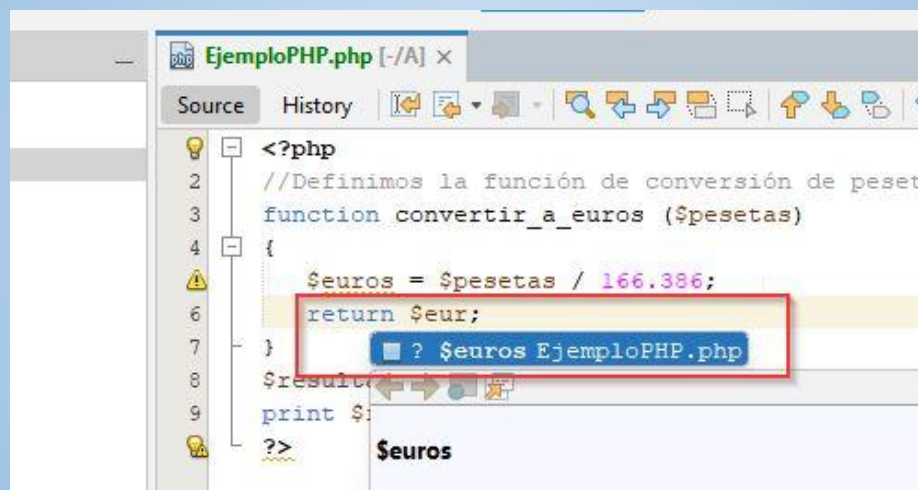 EjemploPHP.php [-/A] ×
Source History
<?php
2 //Definimos la función de conversión de peset
3 function convertir_a_euros ($pesetas)
4 {
$euros = $pesetas / 166.386;
6 return $eur;
7 }
? $euros EjemploPHP.php
8 $result
9 print $
?>
$euros